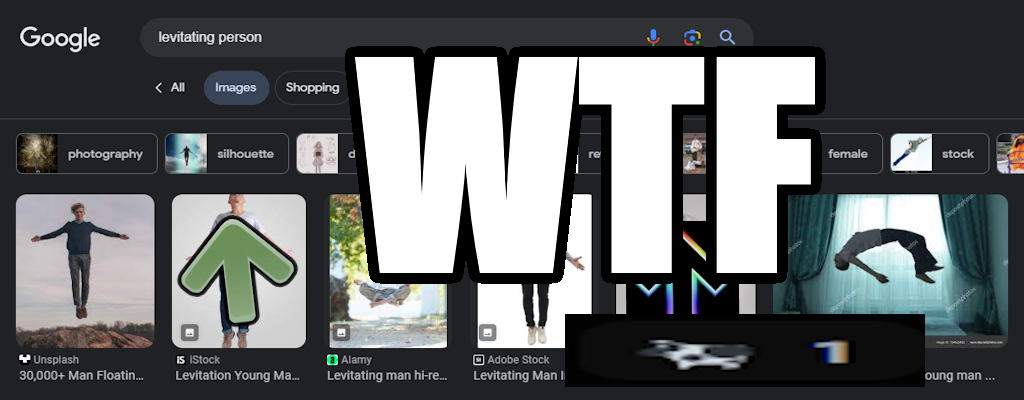 Google
levitating person
All
Images
Shopping
WTF
photography
silhouette
female
stock
Unsplash
30,000+ Man Floatin...
iStock
Levitation Young Ma...
Alamy
Levitating man hi-re...
Adobe Stock
Levitating Man
oung man ...